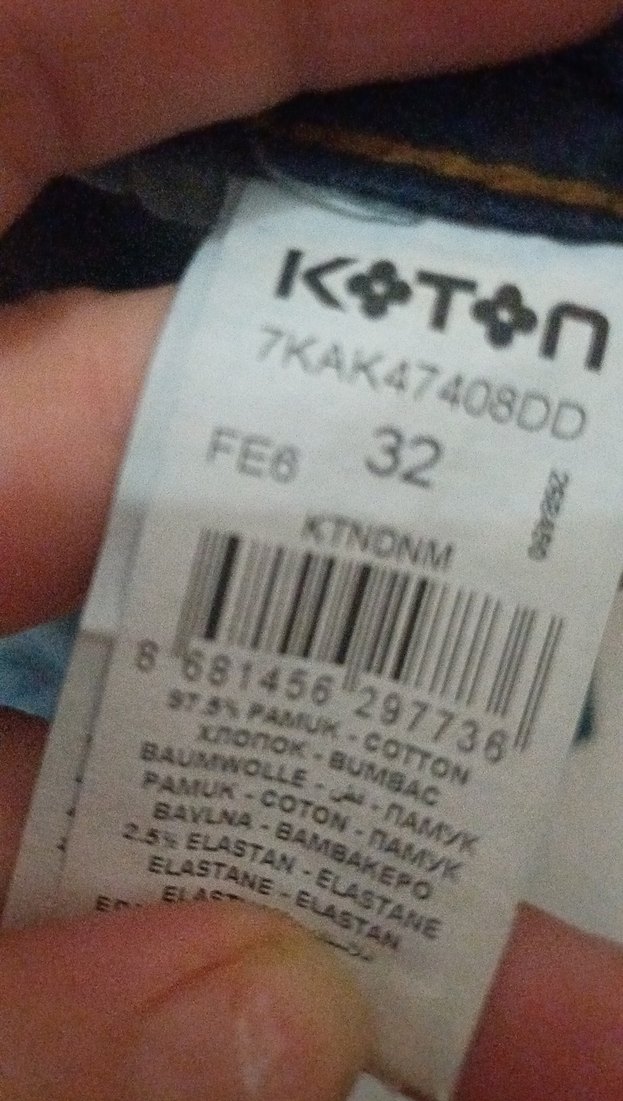 KOTON
7KAK47408DD
FE6 32
KTNDNM
8 681456 297736
97.5% PAMUK - COTTON
ХЛОПОК - BUMBAC
BAUMWOLLE - قطن - ПАМУК
PAMUK - COTON - ПАМУК
BAVLNA - BAMBAKEPO
2.5% ELASTAN - ELASTANE
ELASTANE - ELASTAN